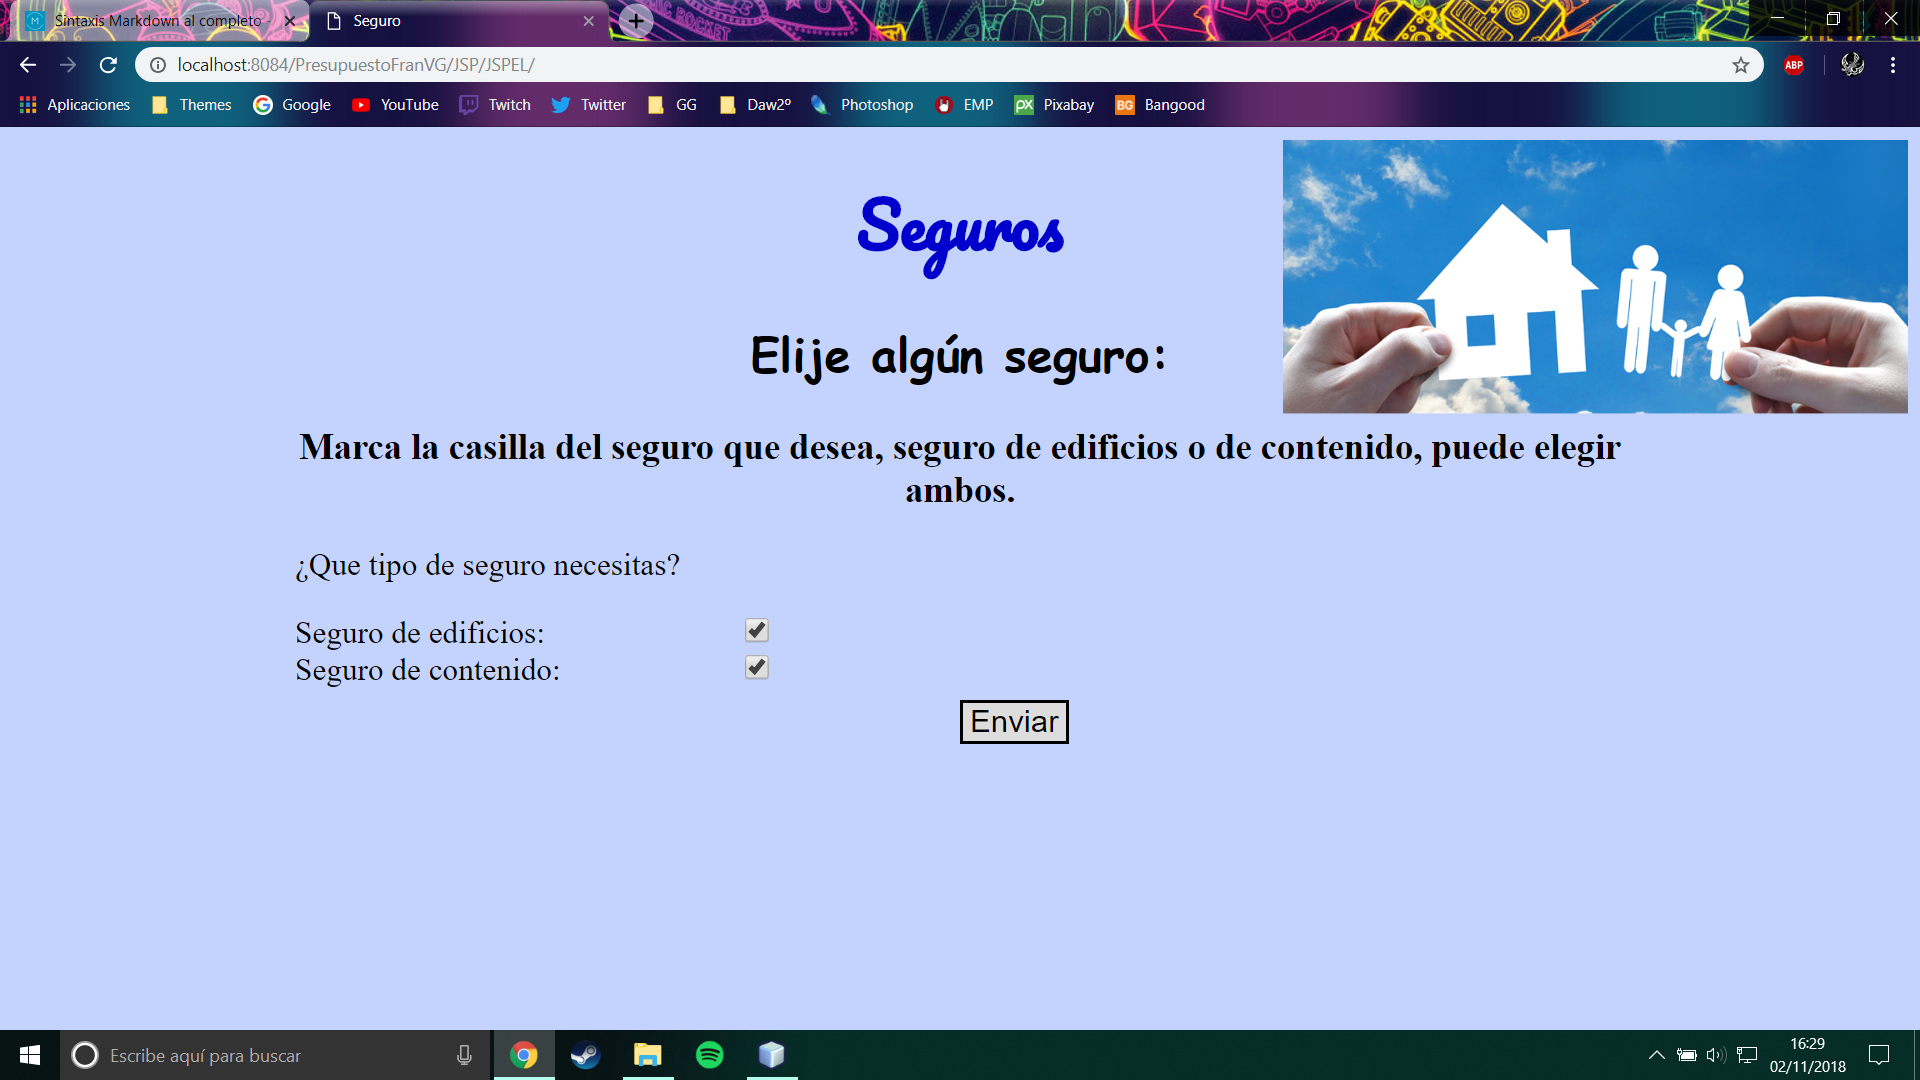 Sintaxis Markdown al completo
Seguro
localhost:8084/PresupuestoFranVG/JSP/JSPEL/
ABP
Aplicaciones
Themes
Google
YouTube
Twitch
Twitter
GG
Daw2º
Photoshop
EMP
PX
Pixabay
BG
Bangood
Seguros
Elije algún seguro:
Marca la casilla del seguro que desea, seguro de edificios o de contenido, puede elegir
ambos.
¿Que tipo de seguro necesitas?
Seguro de edificios:
Seguro de contenido:
Enviar
Escribe aquí para buscar
16:29
02/11/2018